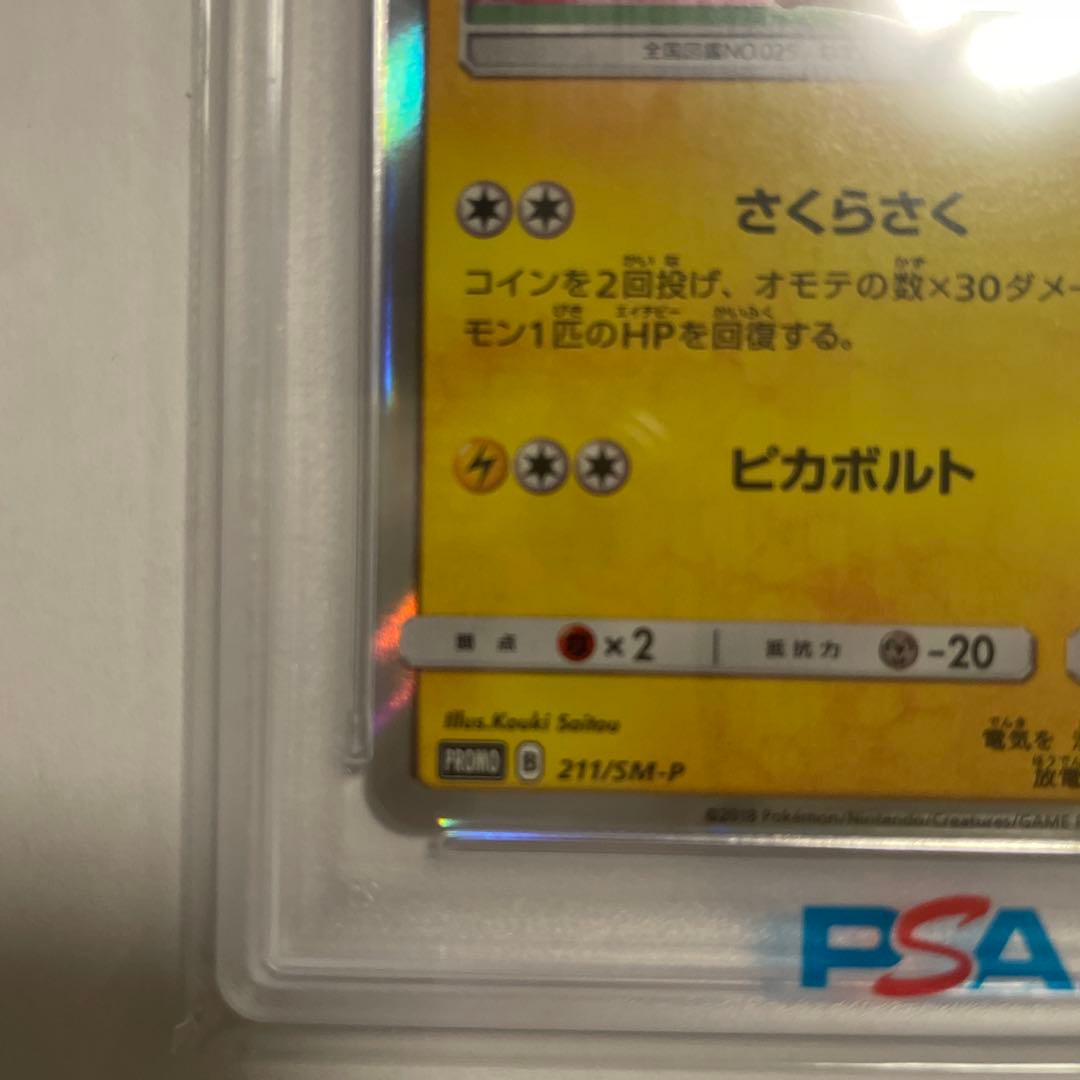 全国図鑑NO.025
さくらさく
コインを2回投げ、オモテの数×30ダメー
モン1匹のHPを回復する。
ピカボルト
弱点 ×2 抵抗力 -20
Illus.Kouki Saitou
電気を
PROMO B 211/SM-P
放電
©2018 Pokémon/Nintendo/Creatures/GAME
PSA